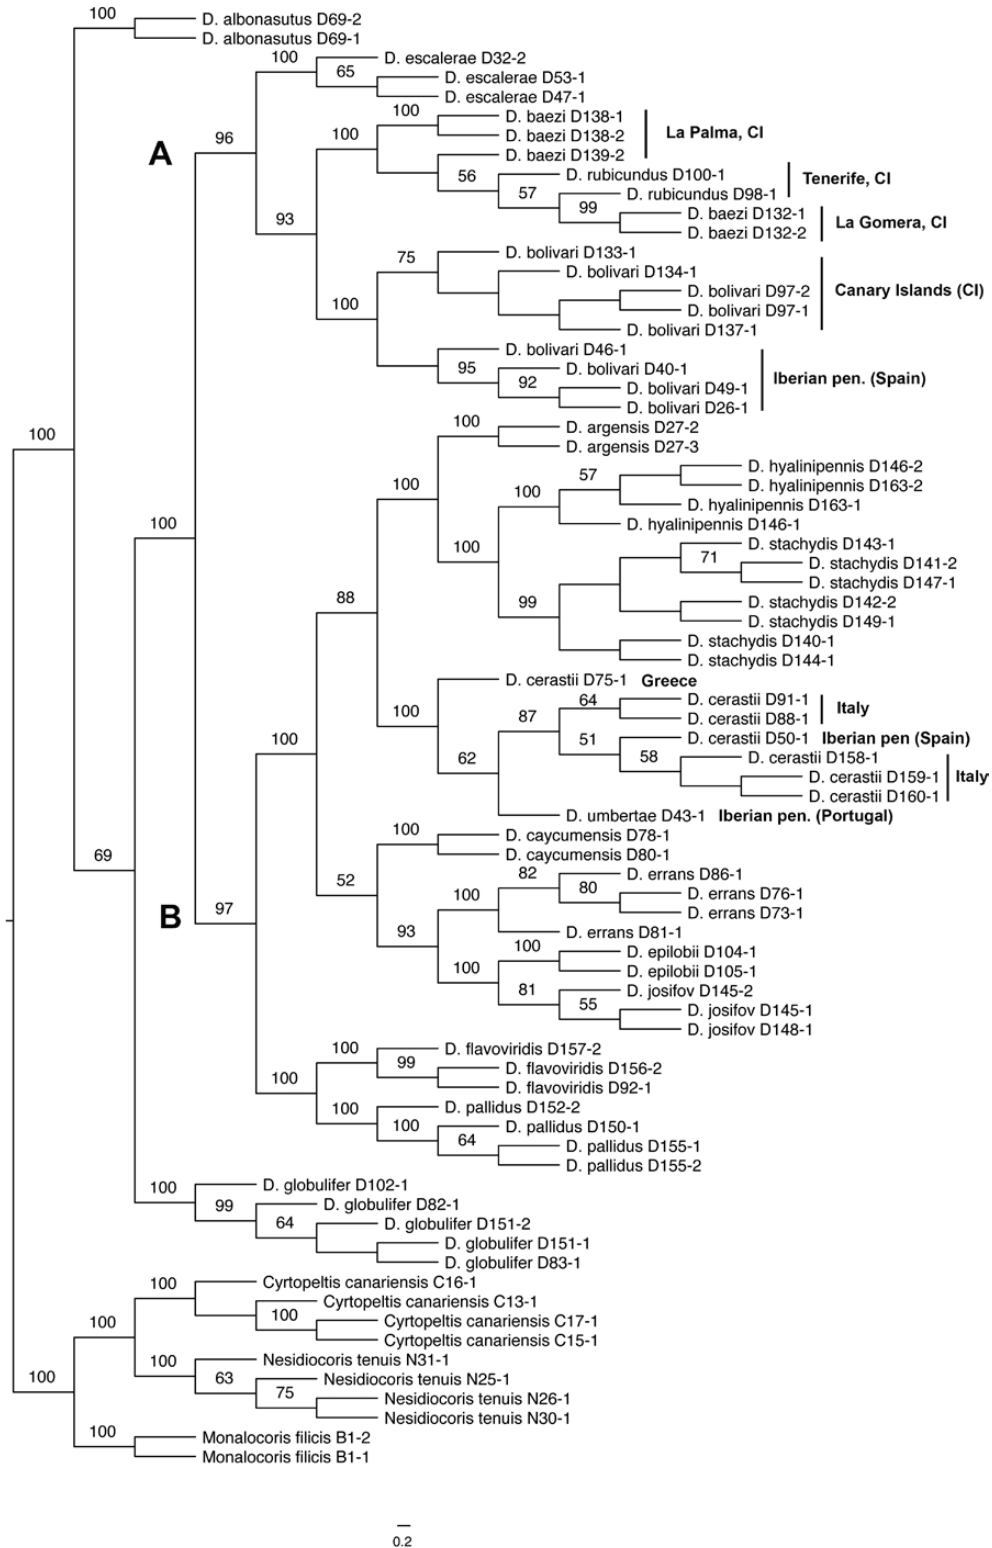 100
D. albonasutus D69-2
D. albonasutus D69-1
100
D. escalerae D32-2
65
D. escalerae D53-1
D. escalerae D47-1
A
96
100
D. baezi D138-1
D. baezi D138-2
La Palma, CI
100
D. baezi D139-2
56
D. rubicundus D100-1
Tenerife, CI
57
D. rubicundus D98-1
99
D. baezi D132-1
La Gomera, CI
D. baezi D132-2
93
75
D. bolivari D133-1
D. bolivari D134-1
D. bolivari D97-2
Canary Islands (CI)
D. bolivari D97-1
100
D. bolivari D137-1
D. bolivari D46-1
95
D. bolivari D40-1
Iberian pen. (Spain)
92
D. bolivari D49-1
D. bolivari D26-1
100
D. argensis D27-2
100
D. argensis D27-3
D. hyalinipennis D146-2
57
D. hyalinipennis D163-2
100
100
D. hyalinipennis D163-1
D. hyalinipennis D146-1
100
100
D. stachydis D143-1
71
D. stachydis D141-2
D. stachydis D147-1
88
99
D. stachydis D142-2
D. stachydis D149-1
D. stachydis D140-1
D. stachydis D144-1
D. cerastii D75-1 Greece
64
D. cerastii D91-1
Italy
100
87
D. cerastii D88-1
100
51
D. cerastii D50-1 Iberian pen (Spain)
62
58
D. cerastii D158-1
D. cerastii D159-1
Italy
D. cerastii D160-1
D. umbertae D43-1 Iberian pen. (Portugal)
100
D. caycumensis D78-1
69
D. caycumensis D80-1
52
82
D. errans D86-1
80
D. errans D76-1
100
D. errans D73-1
B
97
93
D. errans D81-1
100
D. epilobii D104-1
100
D. epilobii D105-1
81
D. josifov D145-2
55
D. josifov D145-1
D. josifov D148-1
100
D. flavoviridis D157-2
99
D. flavoviridis D156-2
D. flavoviridis D92-1
100
100
D. pallidus D152-2
100
D. pallidus D150-1
64
D. pallidus D155-1
D. pallidus D155-2
100
D. globulifer D102-1
99
D. globulifer D82-1
64
D. globulifer D151-2
D. globulifer D151-1
D. globulifer D83-1
100
Cyrtopeltis canariensis C16-1
Cyrtopeltis canariensis C13-1
100
Cyrtopeltis canariensis C17-1
100
Cyrtopeltis canariensis C15-1
100
Nesidiocoris tenuis N31-1
100
63
Nesidiocoris tenuis N25-1
75
Nesidiocoris tenuis N26-1
Nesidiocoris tenuis N30-1
100
Monalocoris filicis B1-2
Monalocoris filicis B1-1
0.2